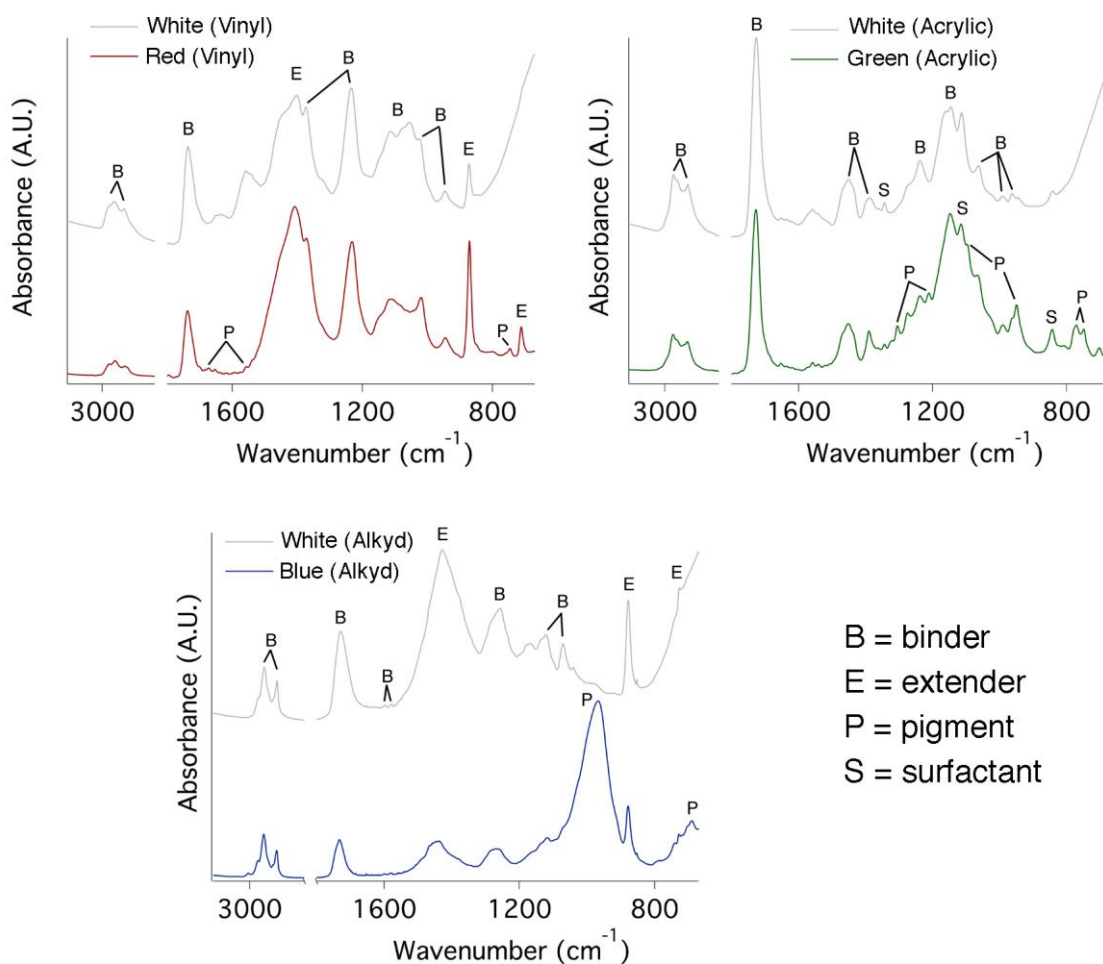 White (Vinyl)
Red (Vinyl)
B
E
B
B
B
B
E
P
P
E
Absorbance (A.U.)
3000
1600
1200
800
Wavenumber (cm⁻¹)
White (Acrylic)
Green (Acrylic)
B
B
B
S
B
B
B
P
S
P
S
P
Absorbance (A.U.)
3000
1600
1200
800
Wavenumber (cm⁻¹)
White (Alkyd)
Blue (Alkyd)
E
B
B
B
B
B
E
E
P
P
Absorbance (A.U.)
3000
1600
1200
800
Wavenumber (cm⁻¹)
B = binder
E = extender
P = pigment
S = surfactant